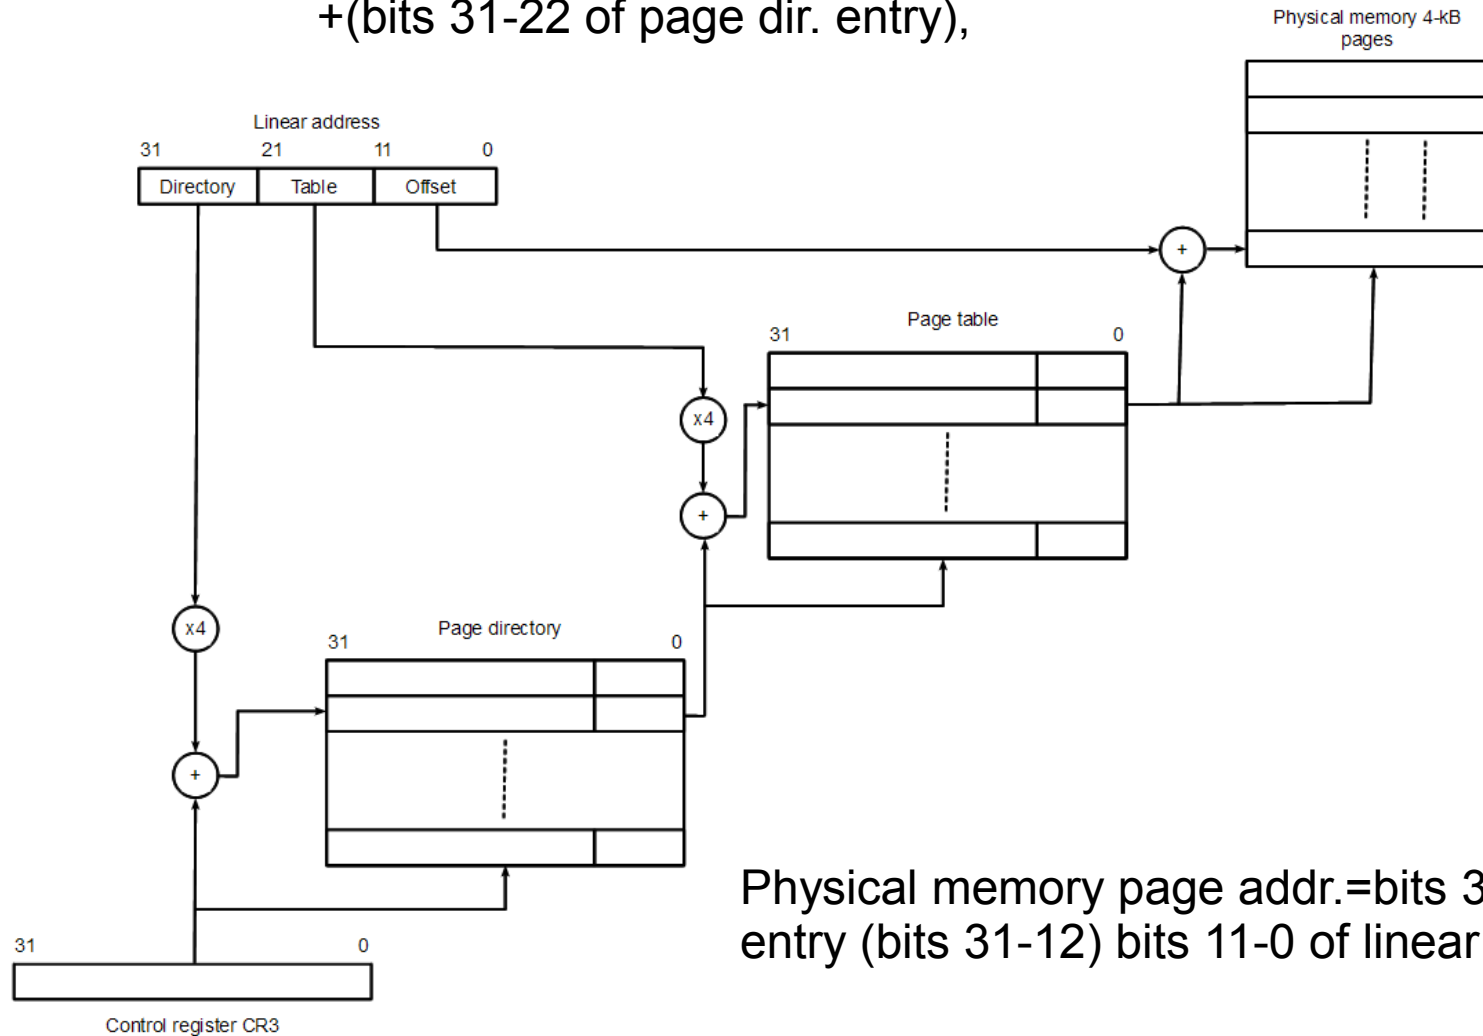 +(bits 31-22 of page dir. entry),
Physical memory 4-kB
pages
Linear address
31 21 11 0
Directory Table Offset
+
Page table
31 0
x4
+
Page directory
31 0
x4
+
Physical memory page addr.=bits 3
entry (bits 31-12) bits 11-0 of linear
31 0
Control register CR3